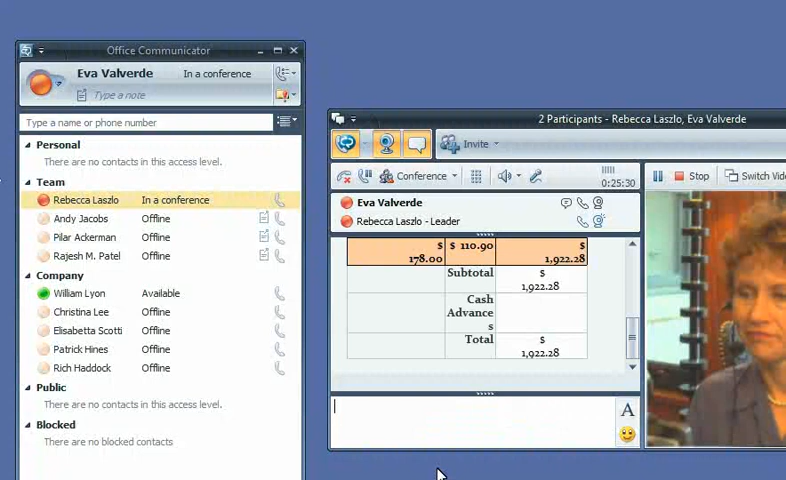 Office Communicator
Eva Valverde In a conference
Type a note
Type a name or phone number
Personal
There are no contacts in this access level.
Team
Rebecca Laszlo In a conference
Andy Jacobs Offline
Pilar Ackerman Offline
Rajesh M. Patel Offline
Company
William Lyon Available
Christina Lee Offline
Elisabetta Scotti Offline
Patrick Hines Offline
Rich Haddock Offline
Public
There are no contacts in this access level.
Blocked
There are no blocked contacts
2 Participants - Rebecca Laszlo, Eva Valverde
Invite
Conference 0:25:30 Stop Switch Vid
Eva Valverde
Rebecca Laszlo - Leader
$ $ 110.90 $
178.00 1,922.28
Subtotal $
1,922.28
Cash
Advance
s
Total $
1,922.28
A